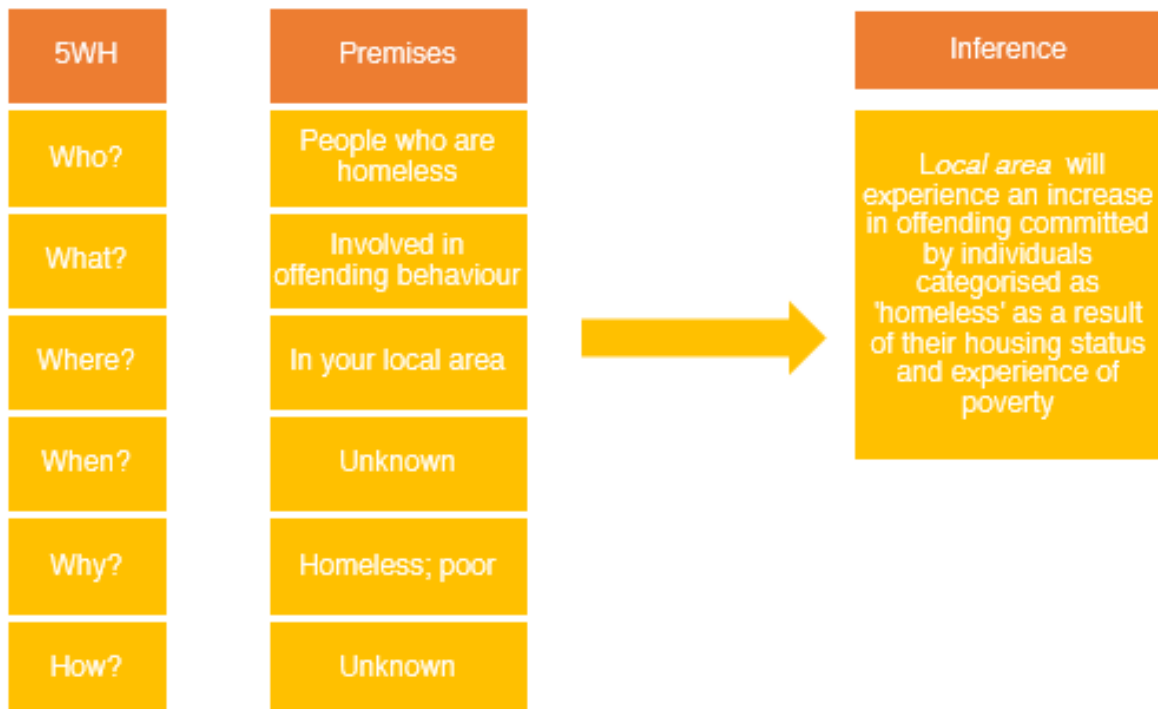 5WH
Premises
Inference
Who?
People who are
homeless
What?
Involved in
offending behaviour
Where?
In your local area
When?
Unknown
Why?
Homeless; poor
How?
Unknown
Local area will
experience an increase
in offending committed
by individuals
categorised as
'homeless' as a result
of their housing status
and experience of
poverty